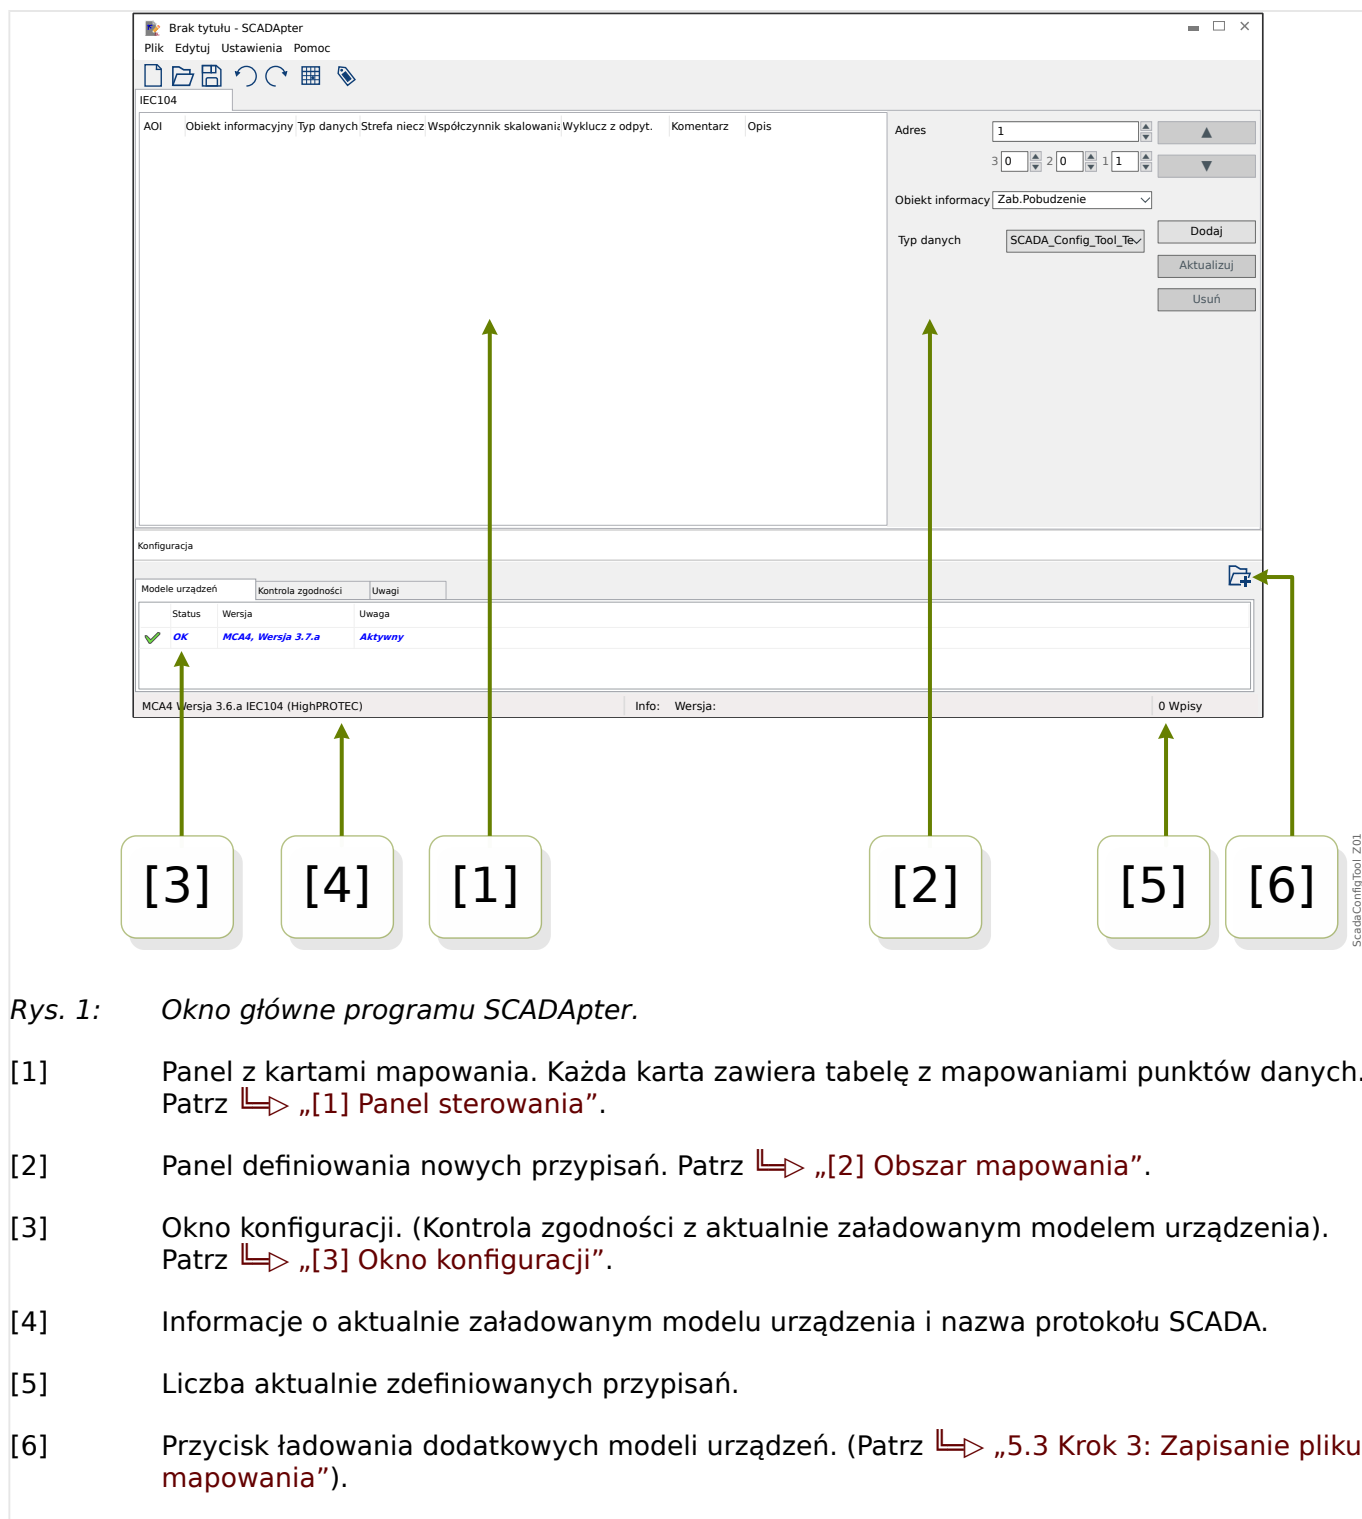 Brak tytułu - SCADApter
Plik Edytuj Ustawienia Pomoc
IEC104
AOI Obiekt informacyjny Typ danych Strefa niecz Współczynnik skalowania Wyklucz z odpyt. Komentarz Opis
Adres 1
3 0 2 0 1 1
Obiekt informacy Zab.Pobudzenie
Typ danych SCADA_Config_Tool_Te
Dodaj
Aktualizuj
Usuń
Konfiguracja
Modele urządzeń Kontrola zgodności Uwagi
Status Wersja Uwaga
OK MCA4, Wersja 3.7.a Aktywny
MCA4 Wersja 3.6.a IEC104 (HighPROTEC) Info: Wersja: 0 Wpisy
[3] [4] [1] [2] [5] [6]
ScadaConfigTool_Z01
Rys. 1: Okno główne programu SCADApter.
[1] Panel z kartami mapowania. Każda karta zawiera tabelę z mapowaniami punktów danych.
Patrz „[1] Panel sterowania”.
[2] Panel definiowania nowych przypisań. Patrz „[2] Obszar mapowania”.
[3] Okno konfiguracji. (Kontrola zgodności z aktualnie załadowanym modelem urządzenia).
Patrz „[3] Okno konfiguracji”.
[4] Informacje o aktualnie załadowanym modelu urządzenia i nazwa protokołu SCADA.
[5] Liczba aktualnie zdefiniowanych przypisań.
[6] Przycisk ładowania dodatkowych modeli urządzeń. (Patrz „5.3 Krok 3: Zapisanie pliku
mapowania”).